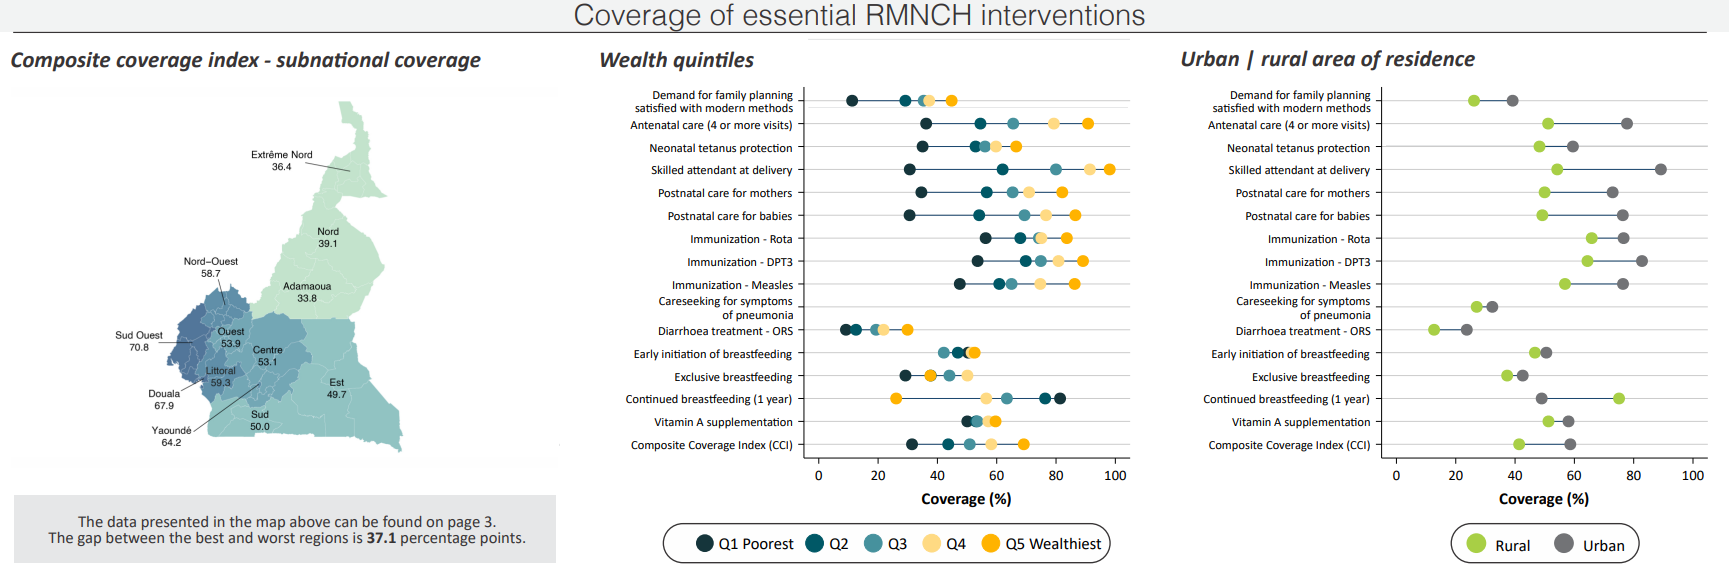 Coverage of essential RMNCH interventions
Composite coverage index - subnational coverage
Extrême Nord
36.4
Nord
39.1
Nord–Ouest
58.7
Adamaoua
33.8
Sud Ouest
70.8
Ouest
53.9
Centre
53.1
Littoral
59.3
Douala
67.9
Est
49.7
Sud
50.0
Yaoundé
64.2
The data presented in the map above can be found on page 3.
The gap between the best and worst regions is 37.1 percentage points.
Wealth quintiles
Demand for family planning
satisfied with modern methods
Antenatal care (4 or more visits)
Neonatal tetanus protection
Skilled attendant at delivery
Postnatal care for mothers
Postnatal care for babies
Immunization - Rota
Immunization - DPT3
Immunization - Measles
Careseeking for symptoms
of pneumonia
Diarrhoea treatment - ORS
Early initiation of breastfeeding
Exclusive breastfeeding
Continued breastfeeding (1 year)
Vitamin A supplementation
Composite Coverage Index (CCI)
0 20 40 60 80 100
Coverage (%)
Q1 Poorest Q2 Q3 Q4 Q5 Wealthiest
Urban | rural area of residence
Demand for family planning
satisfied with modern methods
Antenatal care (4 or more visits)
Neonatal tetanus protection
Skilled attendant at delivery
Postnatal care for mothers
Postnatal care for babies
Immunization - Rota
Immunization - DPT3
Immunization - Measles
Careseeking for symptoms
of pneumonia
Diarrhoea treatment - ORS
Early initiation of breastfeeding
Exclusive breastfeeding
Continued breastfeeding (1 year)
Vitamin A supplementation
Composite Coverage Index (CCI)
0 20 40 60 80 100
Coverage (%)
Rural Urban